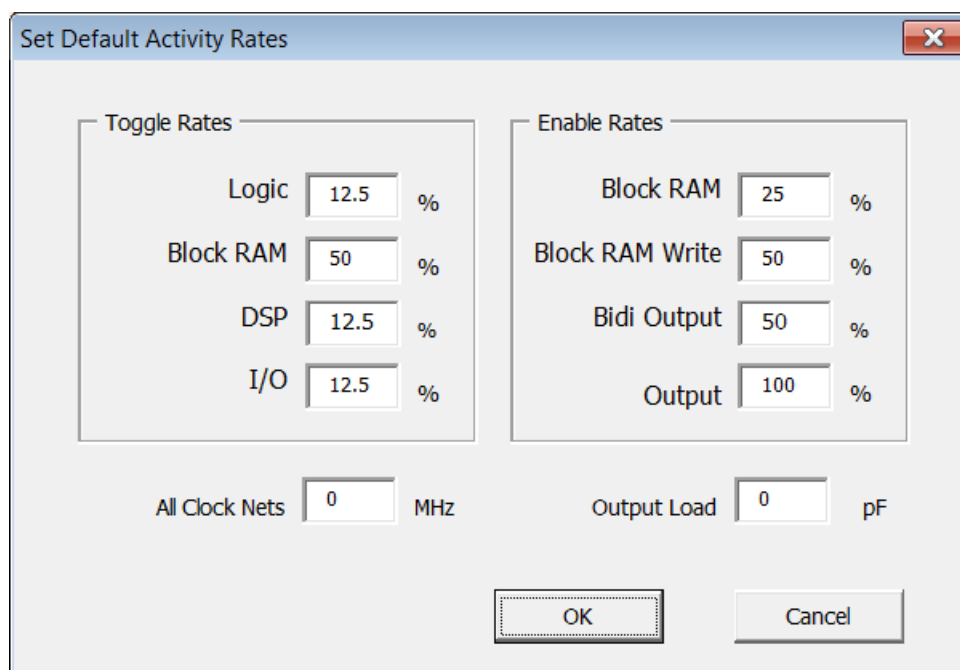 Set Default Activity Rates
Toggle Rates
Logic 12.5 %
Block RAM 50 %
DSP 12.5 %
I/O 12.5 %
Enable Rates
Block RAM 25 %
Block RAM Write 50 %
Bidi Output 50 %
Output 100 %
All Clock Nets 0 MHz
Output Load 0 pF
OK
Cancel